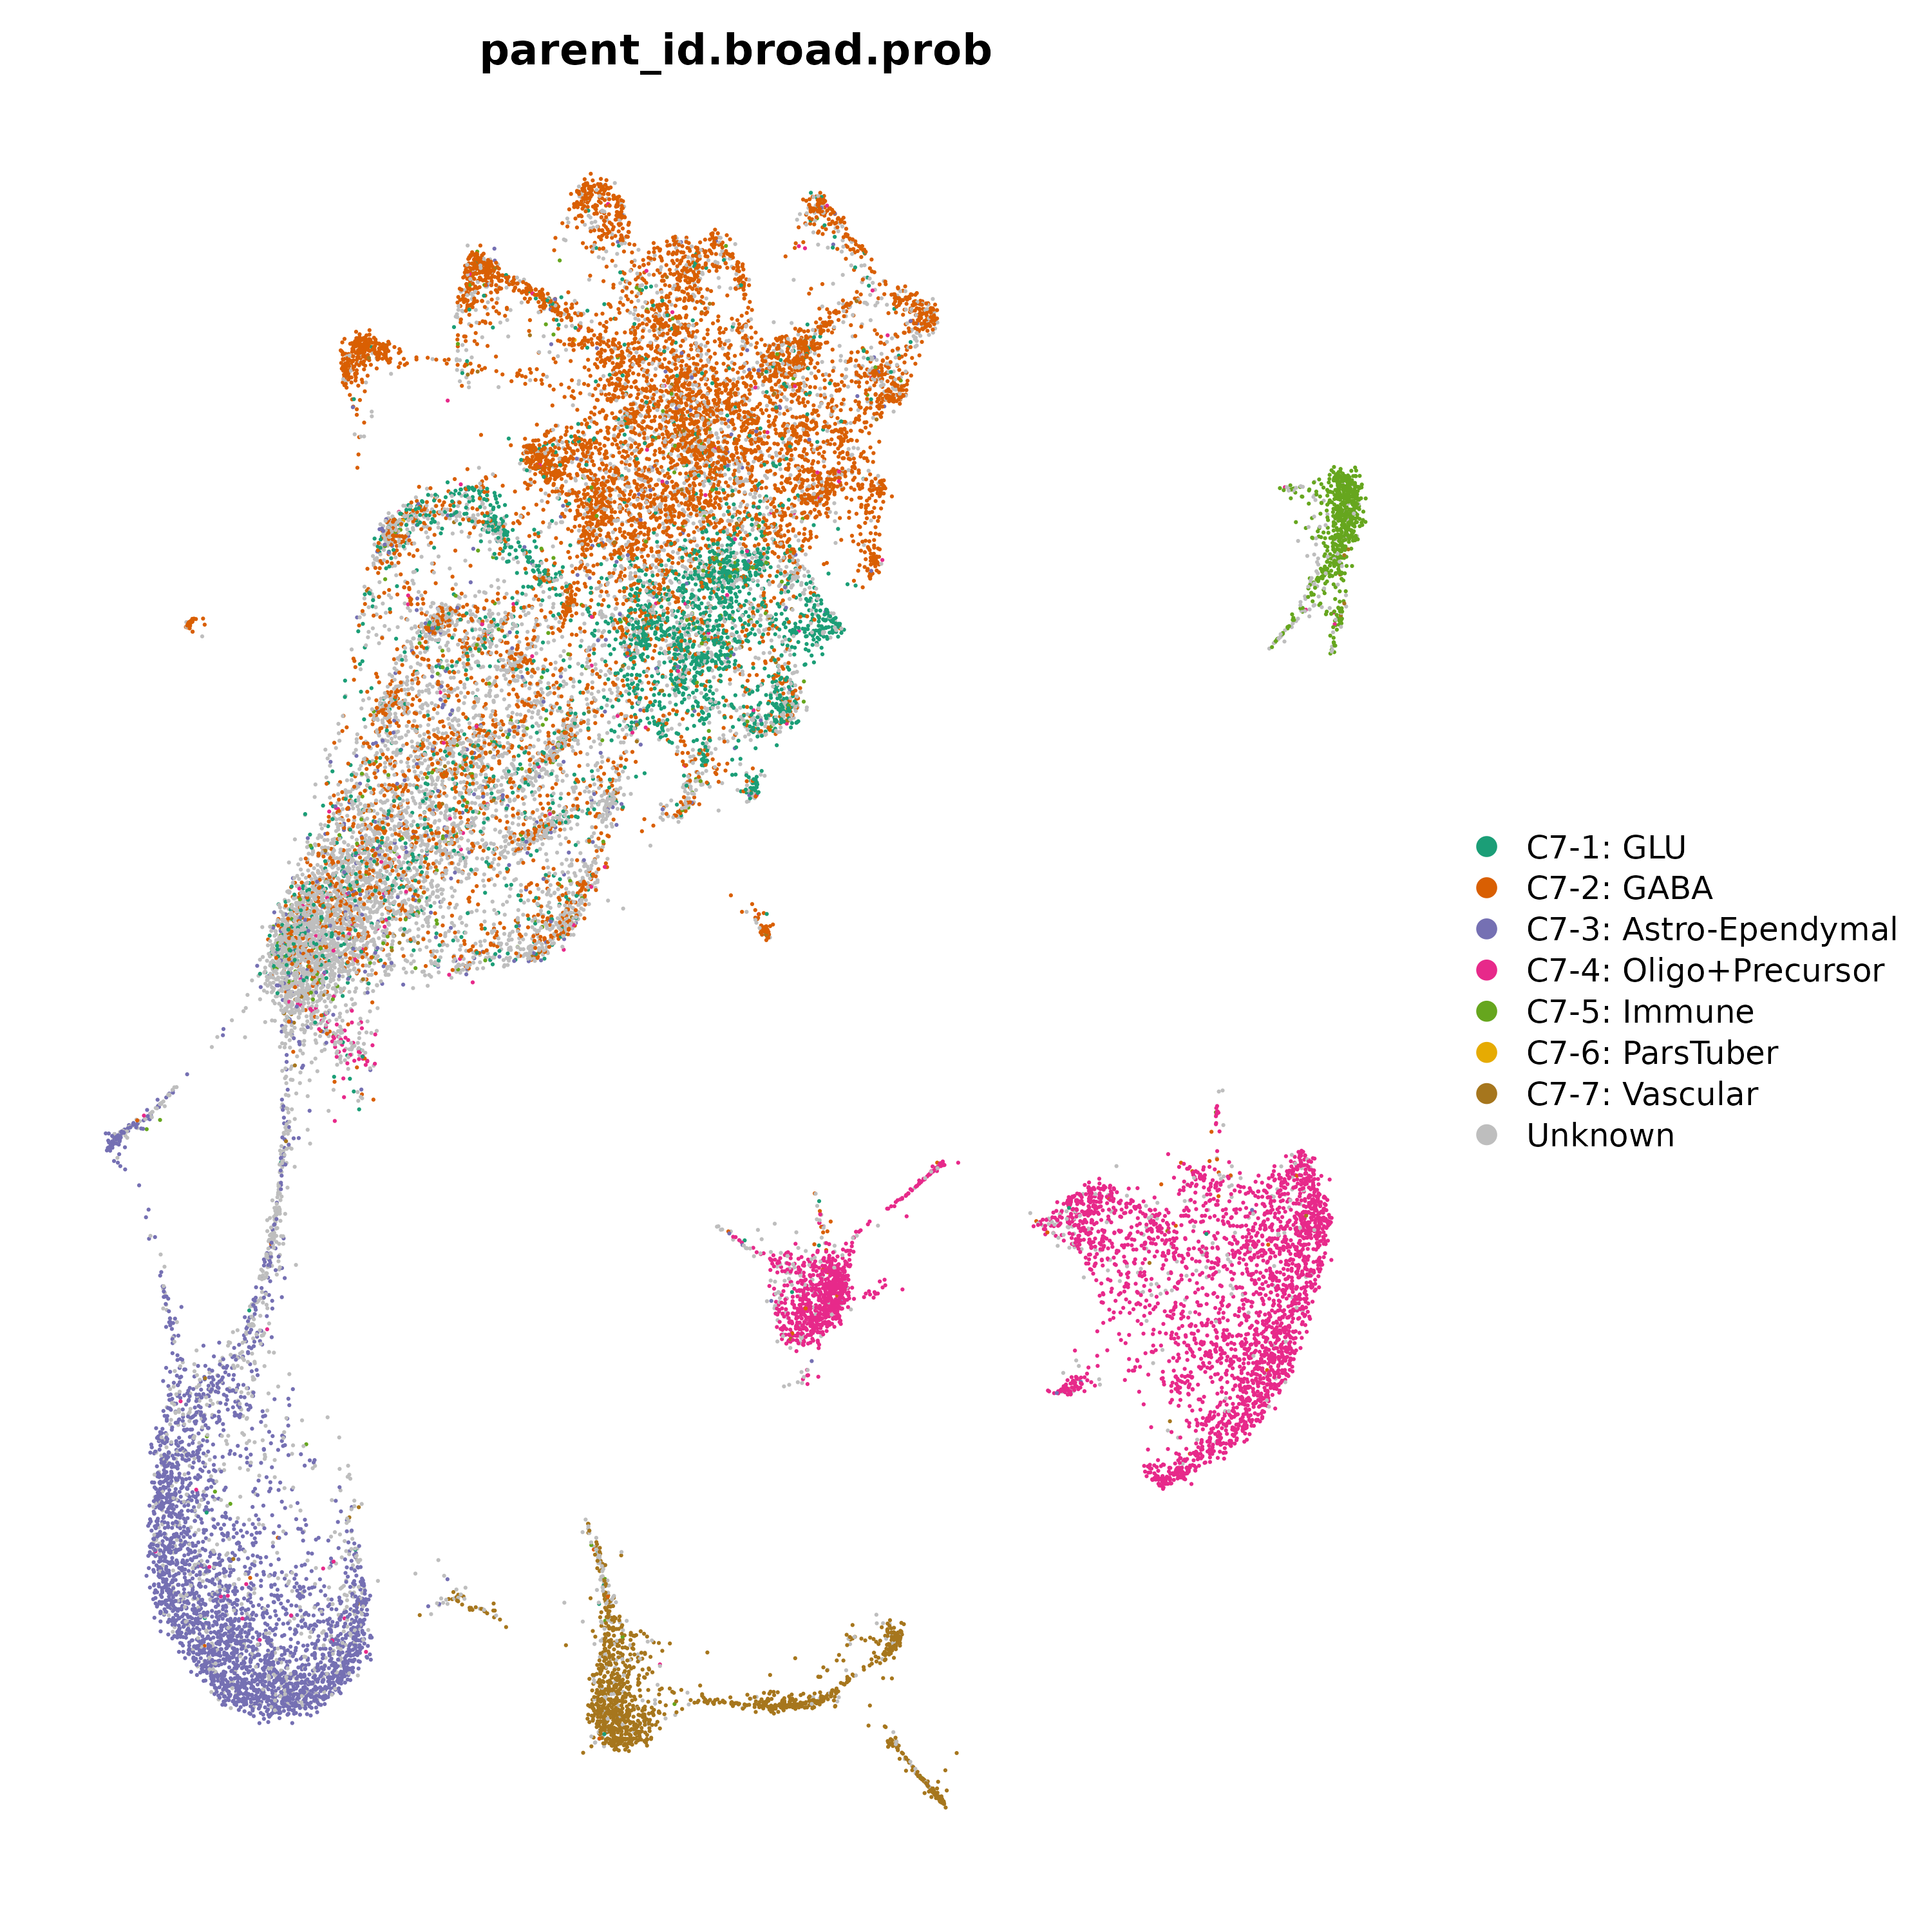 parent_id.broad.prob
C7-1: GLU
C7-2: GABA
C7-3: Astro-Ependymal
C7-4: Oligo+Precursor
C7-5: Immune
C7-6: ParsTuber
C7-7: Vascular
Unknown